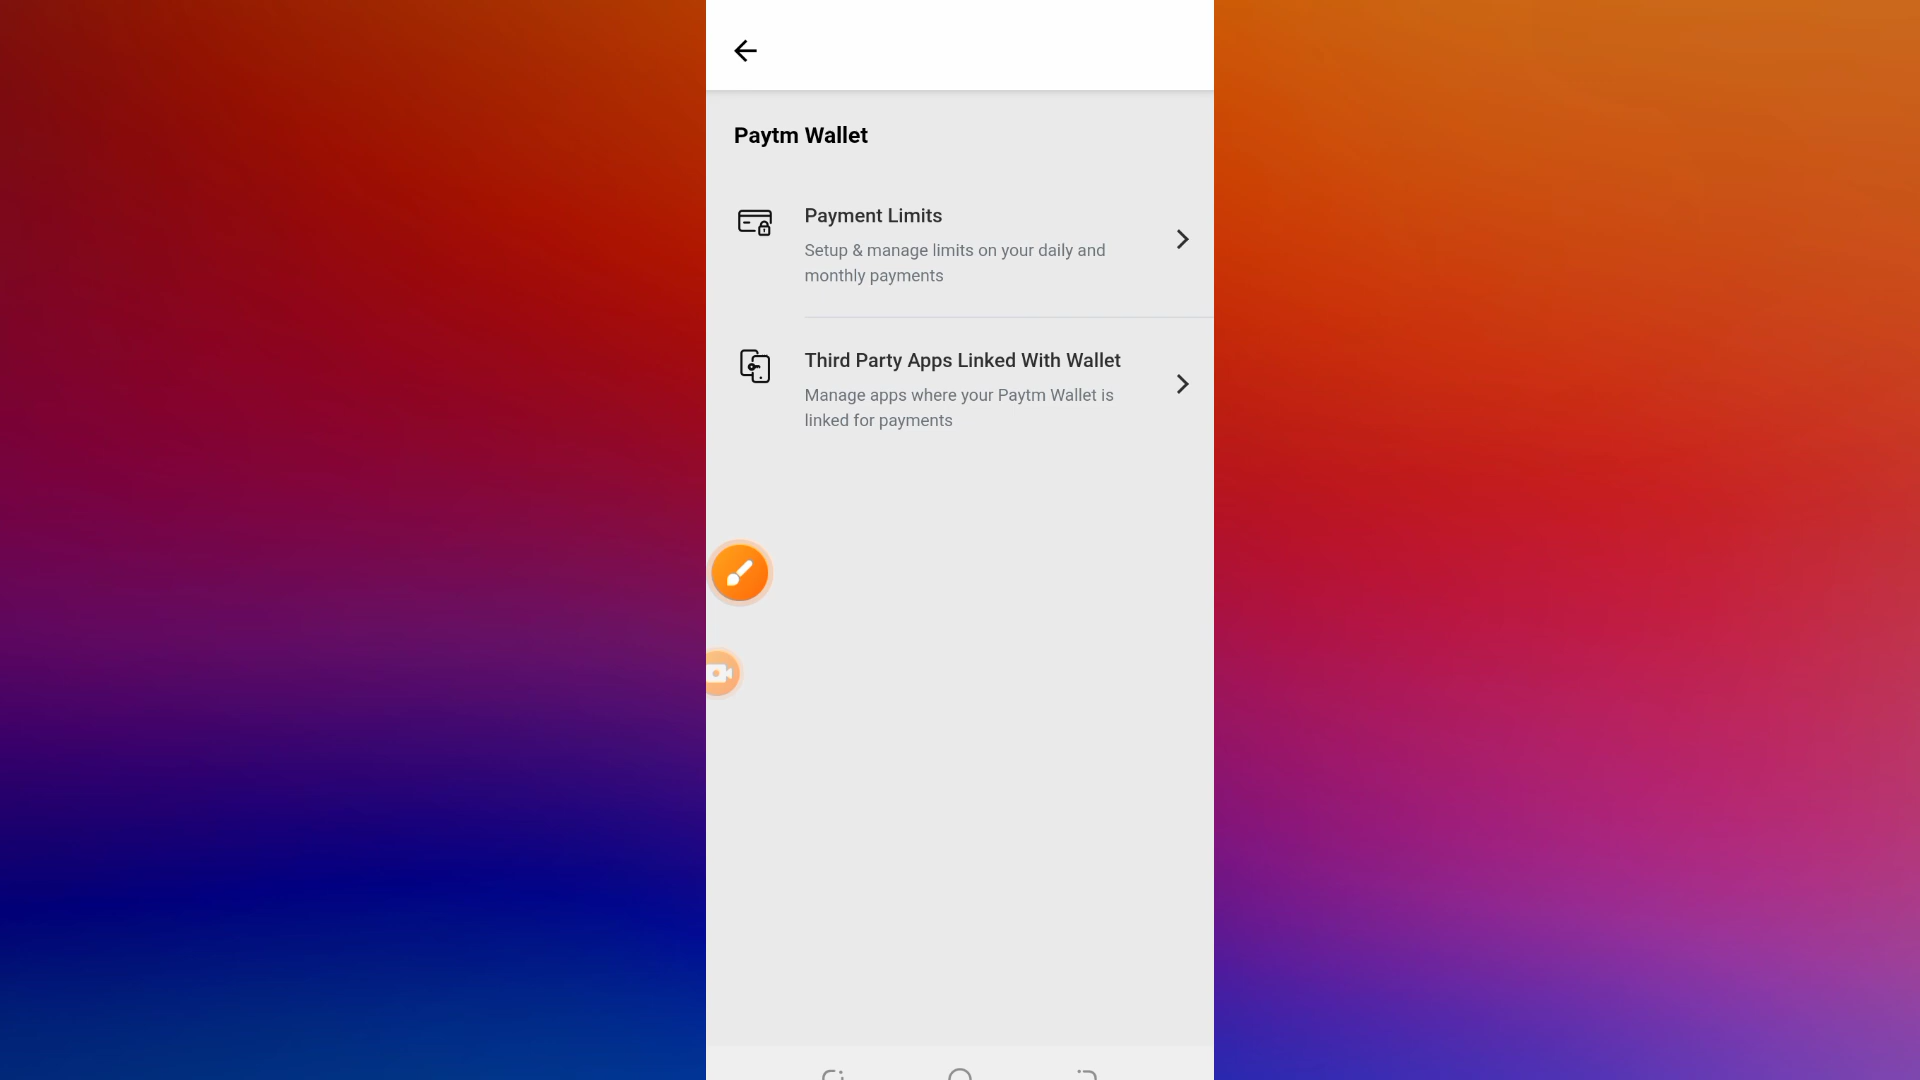 Paytm Wallet
Payment Limits
Setup & manage limits on your daily and
monthly payments
Third Party Apps Linked With Wallet
Manage apps where your Paytm Wallet is
linked for payments